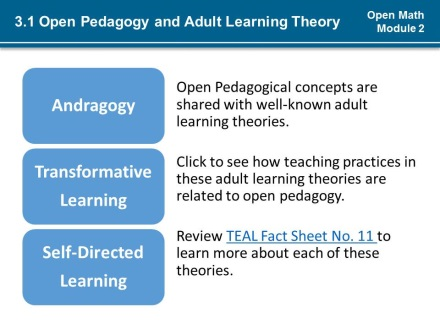 3.1 Open Pedagogy and Adult Learning Theory
Open Math
Module 2
Andragogy
Open Pedagogical concepts are
shared with well-known adult
learning theories.
Transformative
Learning
Click to see how teaching practices in
these adult learning theories are
related to open pedagogy.
Self-Directed
Learning
Review TEAL Fact Sheet No. 11 to
learn more about each of these
theories.